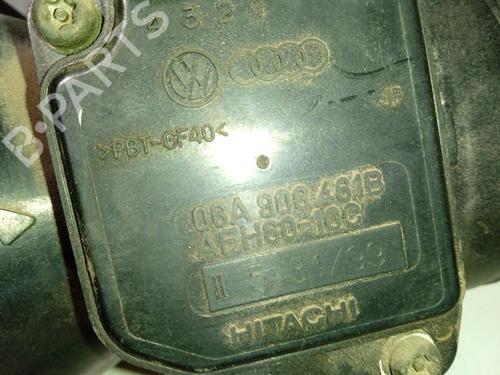 >PBT-GF40<
06A 906 461B
AFH60-10C
HITACHI
B-PARTS